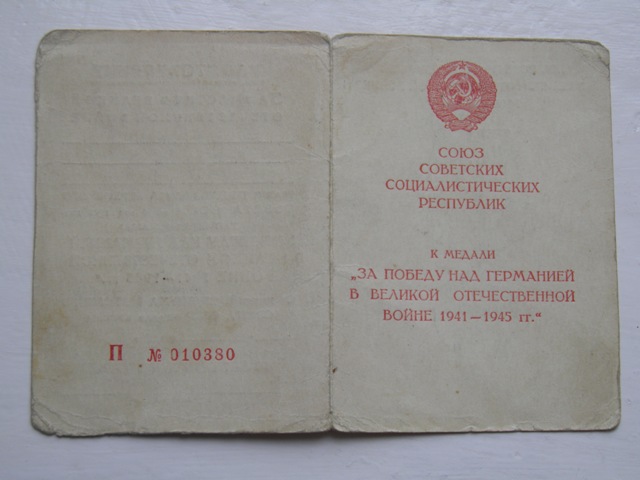 П № 010380
СОЮЗ
СОВЕТСКИХ
СОЦИАЛИСТИЧЕСКИХ
РЕСПУБЛИК
К МЕДАЛИ
„ЗА ПОБЕДУ НАД ГЕРМАНИЕЙ
В ВЕЛИКОЙ ОТЕЧЕСТВЕННОЙ
ВОЙНЕ 1941—1945 гг.“